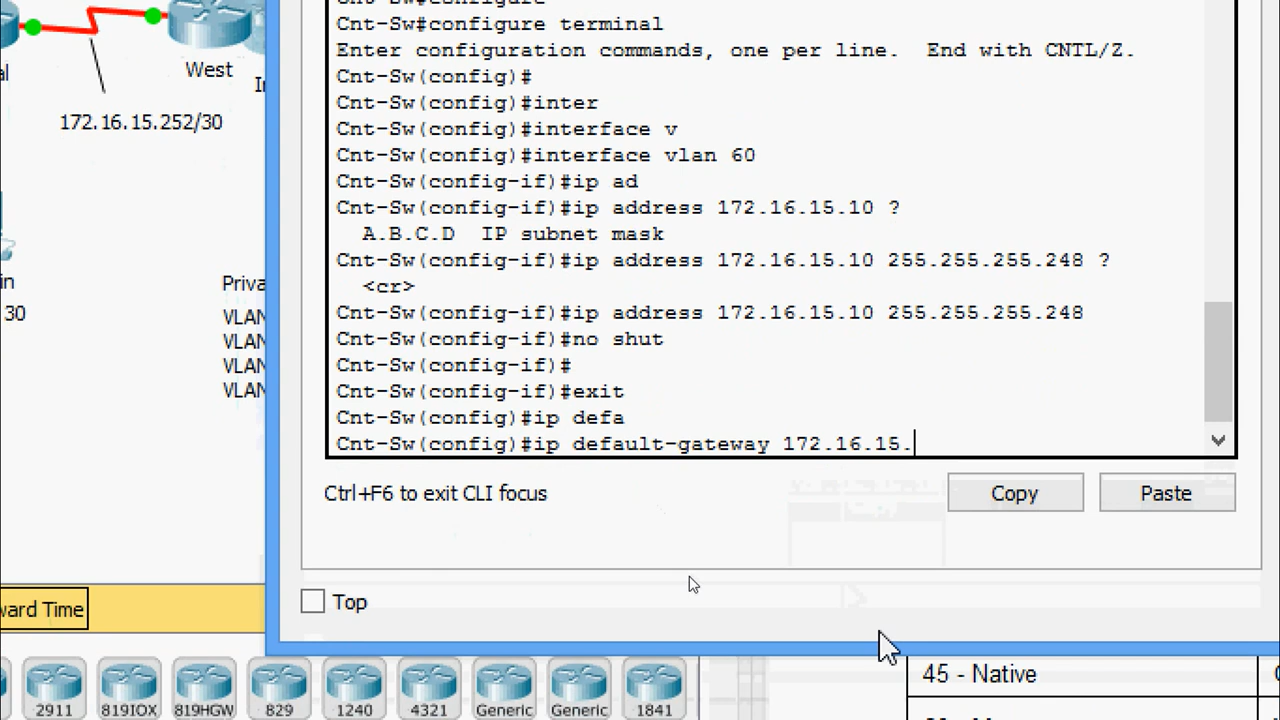 Cnt-Sw#configure terminal
Enter configuration commands, one per line.  End with CNTL/Z.
Cnt-Sw(config)#
Cnt-Sw(config)#inter
Cnt-Sw(config)#interface v
Cnt-Sw(config)#interface vlan 60
Cnt-Sw(config-if)#ip ad
Cnt-Sw(config-if)#ip address 172.16.15.10 ?
A.B.C.D  IP subnet mask
Cnt-Sw(config-if)#ip address 172.16.15.10 255.255.255.248 ?
<cr>
Cnt-Sw(config-if)#ip address 172.16.15.10 255.255.255.248
Cnt-Sw(config-if)#no shut
Cnt-Sw(config-if)#
Cnt-Sw(config-if)#exit
Cnt-Sw(config)#ip defa
Cnt-Sw(config)#ip default-gateway 172.16.15.
Ctrl+F6 to exit CLI focus
Copy
Paste
Top
West
172.16.15.252/30
30
Priva
VLAN
VLAN
VLAN
VLAN
ward Time
2911
819IOX
819HGW
829
1240
4321
Generic
Generic
1841
45 - Native